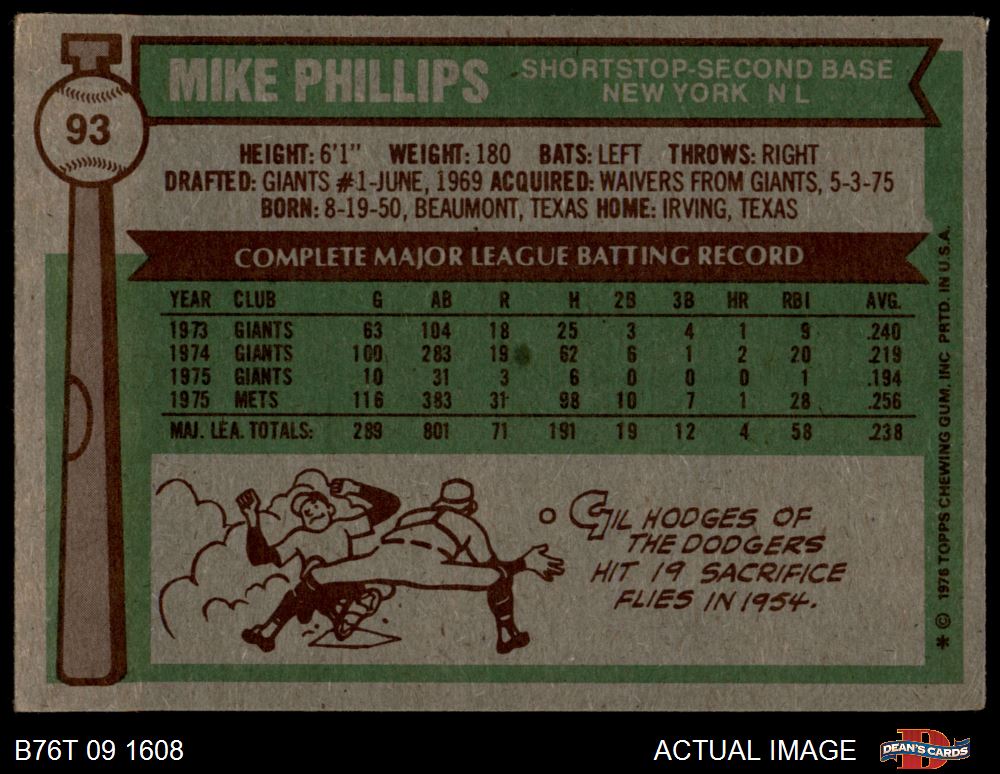 93
MIKE PHILLIPS
SHORTSTOP-SECOND BASE
NEW YORK N L
HEIGHT: 6'1" WEIGHT: 180 BATS: LEFT THROWS: RIGHT
DRAFTED: GIANTS #1-JUNE, 1969 ACQUIRED: WAIVERS FROM GIANTS, 5-3-75
BORN: 8-19-50, BEAUMONT, TEXAS HOME: IRVING, TEXAS
COMPLETE MAJOR LEAGUE BATTING RECORD
YEAR CLUB G AB R H 2B 3B HR RBI AVG.
1973 GIANTS 63 104 18 25 3 4 1 9 .240
1974 GIANTS 100 283 19 62 6 1 2 20 .219
1975 GIANTS 10 31 3 6 0 0 0 1 .194
1975 METS 116 383 31 98 10 7 1 28 .256
MAJ. LEA. TOTALS: 289 801 71 191 19 12 4 58 .238
GIL HODGES OF
THE DODGERS
HIT 19 SACRIFICE
FLIES IN 1954.
* © 1976 TOPPS CHEWING GUM, INC PRTD. IN U.S.A.
B76T 09 1608
ACTUAL IMAGE
DEAN'S CARDS